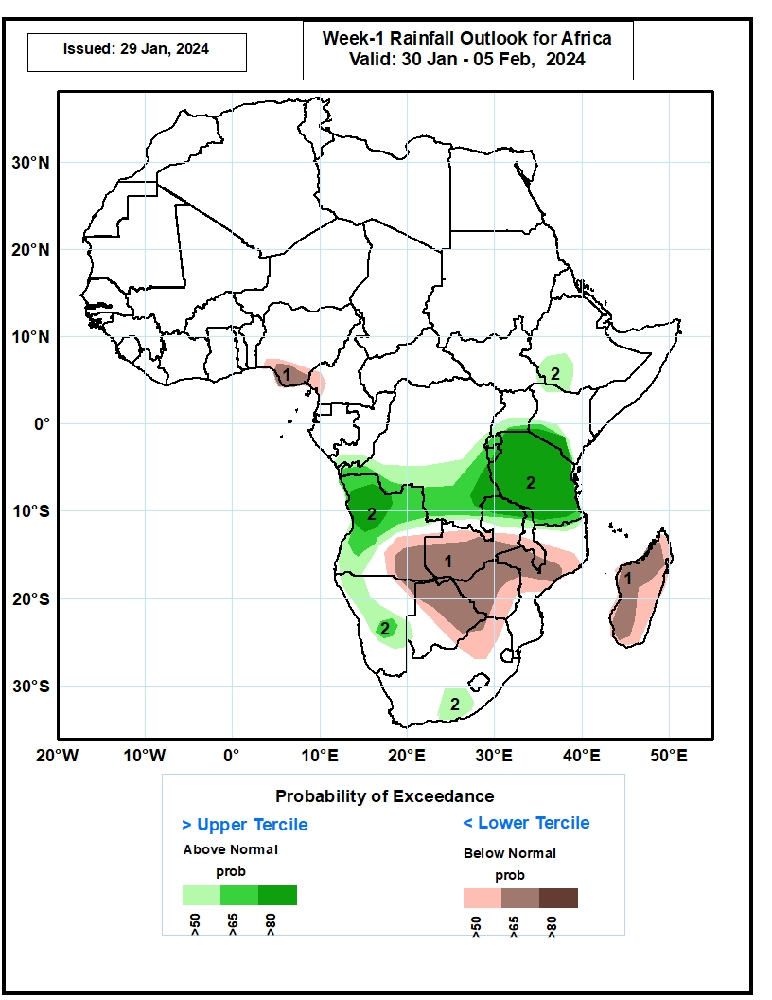 Issued: 29 Jan, 2024
Week-1 Rainfall Outlook for Africa
Valid: 30 Jan - 05 Feb, 2024
30°N
20°N
10°N
1
2
0°
2
10°S
2
1
1
20°S
2
30°S
2
20°W 10°W 0° 10°E 20°E 30°E 40°E 50°E
Probability of Exceedance
> Upper Tercile < Lower Tercile
Above Normal Below Normal
prob prob
>50 >65 >80 >50 >65 >80